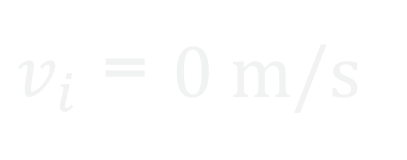 vᵢ = 0 m/s